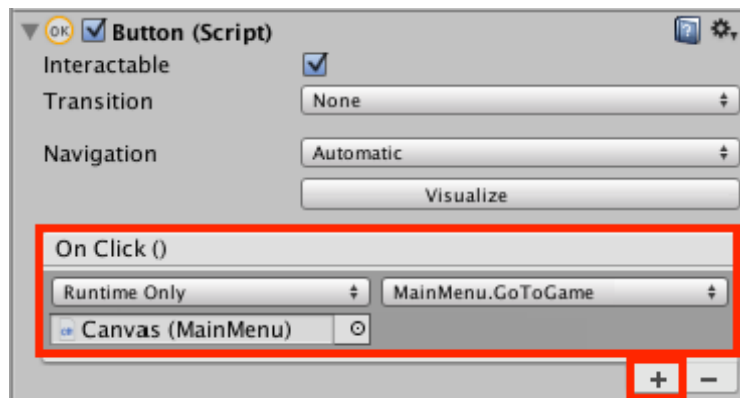 OK Button (Script)
Interactable
Transition None
Navigation Automatic
Visualize
On Click ()
Runtime Only MainMenu.GoToGame
Canvas (MainMenu)
+ −